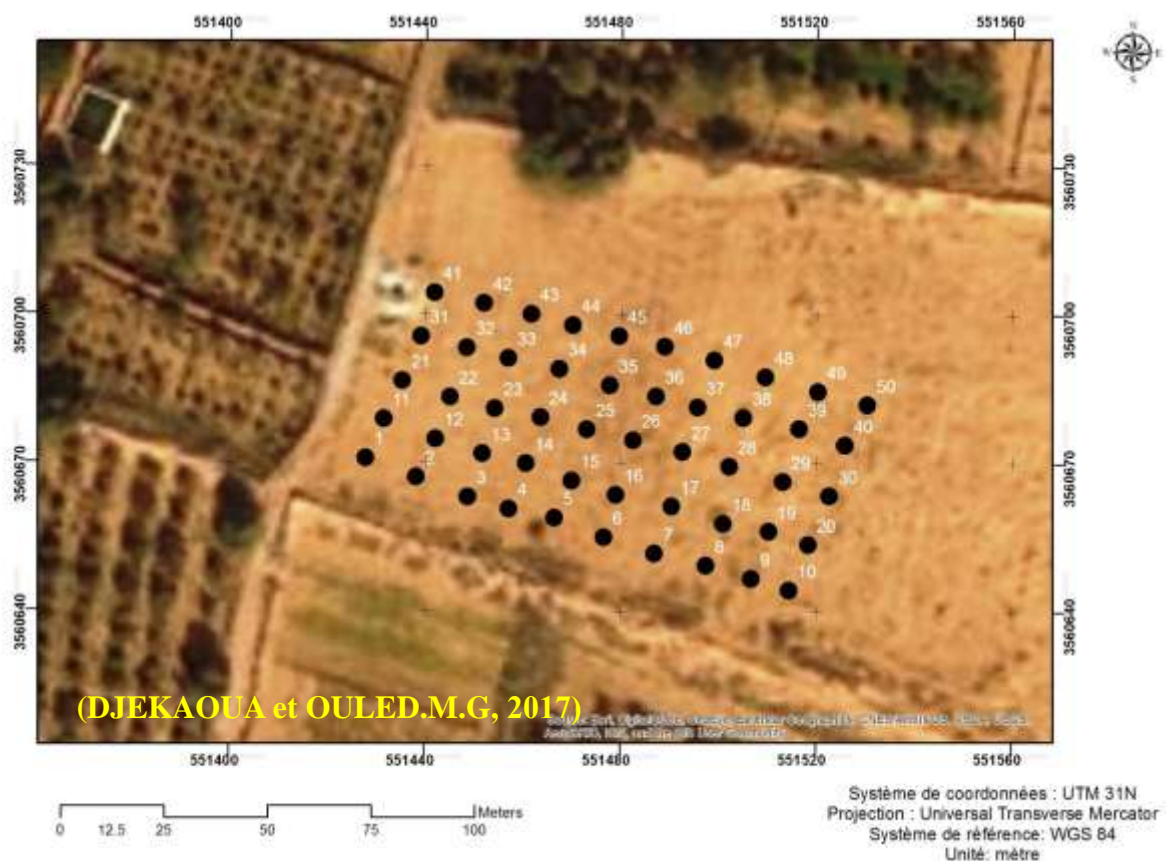 551400 551440 551480 551520 551560
N
W E
S
3560730 3560730
41 42 43 44 45 46 47 48 49 50
3560700 3560700
31 32 33 34 35 36 37 38 39 40
21 22 23 24 25 26 27 28 29 30
11 12 13 14 15 16 17 18 19 20
3560670 3560670
1 2 3 4 5 6 7 8 9 10
3560640 3560640
(DJEKAOUA et OULED.M.G, 2017)
551400 551440 551480 551520 551560
Meters
0 12.5 25 50 75 100
Système de coordonnées : UTM 31N
Projection : Universal Transverse Mercator
Système de référence: WGS 84
Unité: mètre